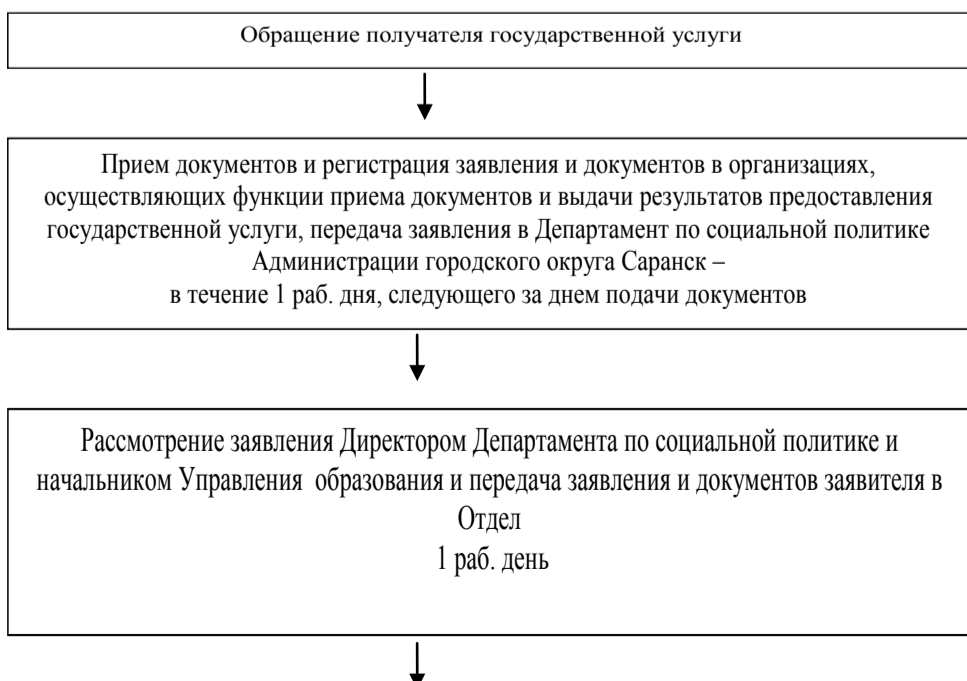 Обращение получателя государственной услуги
Прием документов и регистрация заявления и документов в организациях,
осуществляющих функции приема документов и выдачи результатов предоставления
государственной услуги, передача заявления в Департамент по социальной политике
Администрации городского округа Саранск –
в течение 1 раб. дня, следующего за днем подачи документов
Рассмотрение заявления Директором Департамента по социальной политике и
начальником Управления образования и передача заявления и документов заявителя в
Отдел
1 раб. день